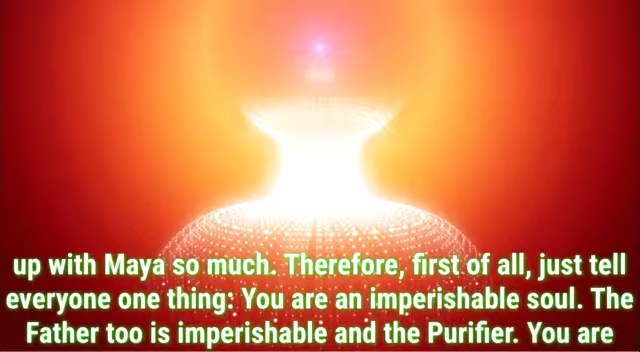 up with Maya so much. Therefore, first of all, just tell
everyone one thing: You are an imperishable soul. The
Father too is imperishable and the Purifier. You are